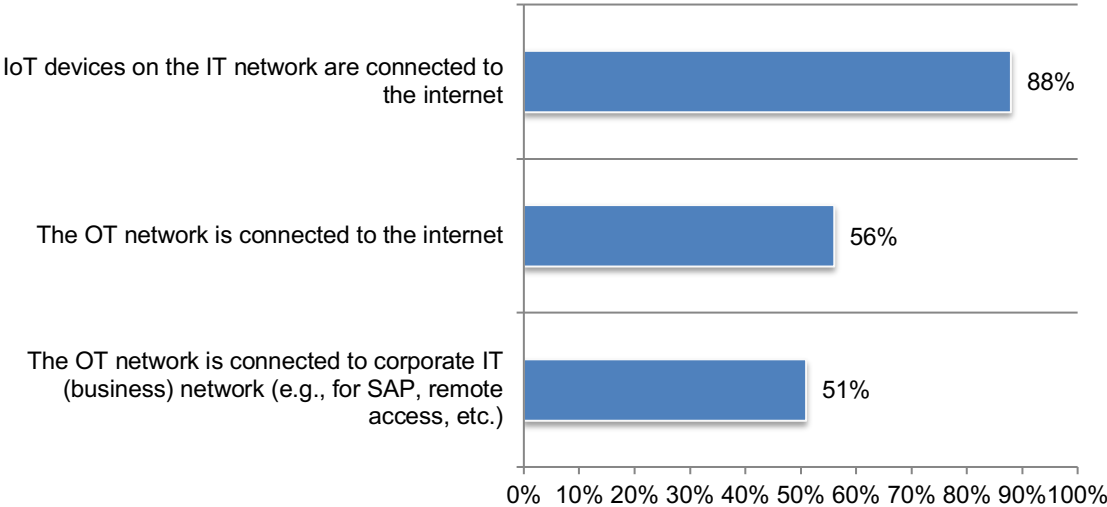 IoT devices on the IT network are connected to
the internet
88%
The OT network is connected to the internet
56%
The OT network is connected to corporate IT
(business) network (e.g., for SAP, remote
access, etc.)
51%
0% 10% 20% 30% 40% 50% 60% 70% 80% 90% 100%